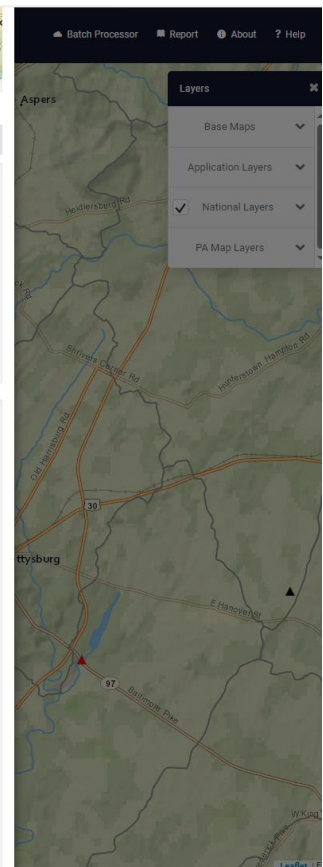 Batch Processor Report About ? Help
Layers
Aspers
Base Maps
Application Layers
Heidlersburg Rd
National Layers
PA Map Layers
Shrivers Corner Rd
Hunterstown Hampton Rd
Old Harrisburg Rd
30
ttysburg
E Hanover St
97
Baltimore Pike
W King
Leaflet